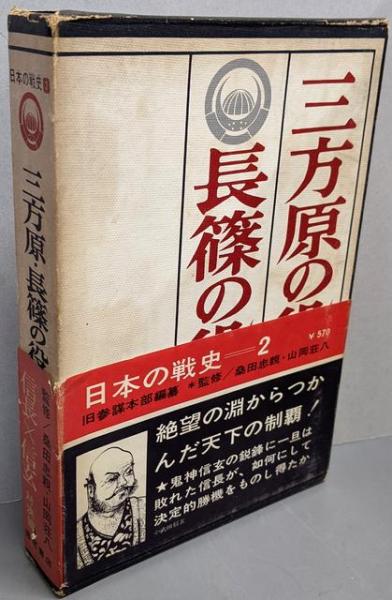 三方原の役
長篠の役
日本の戦史 2
旧参謀本部編纂 *監修/桑田忠親・山岡荘八
¥570
絶望の淵からつか
んだ天下の制覇！
★鬼神信玄の鋭鋒に一旦は
敗れた信長が、如何にして
決定的勝機をものし得たか
日本の戦史 2
三方原・長篠の役
監修/桑田忠親・山岡荘八